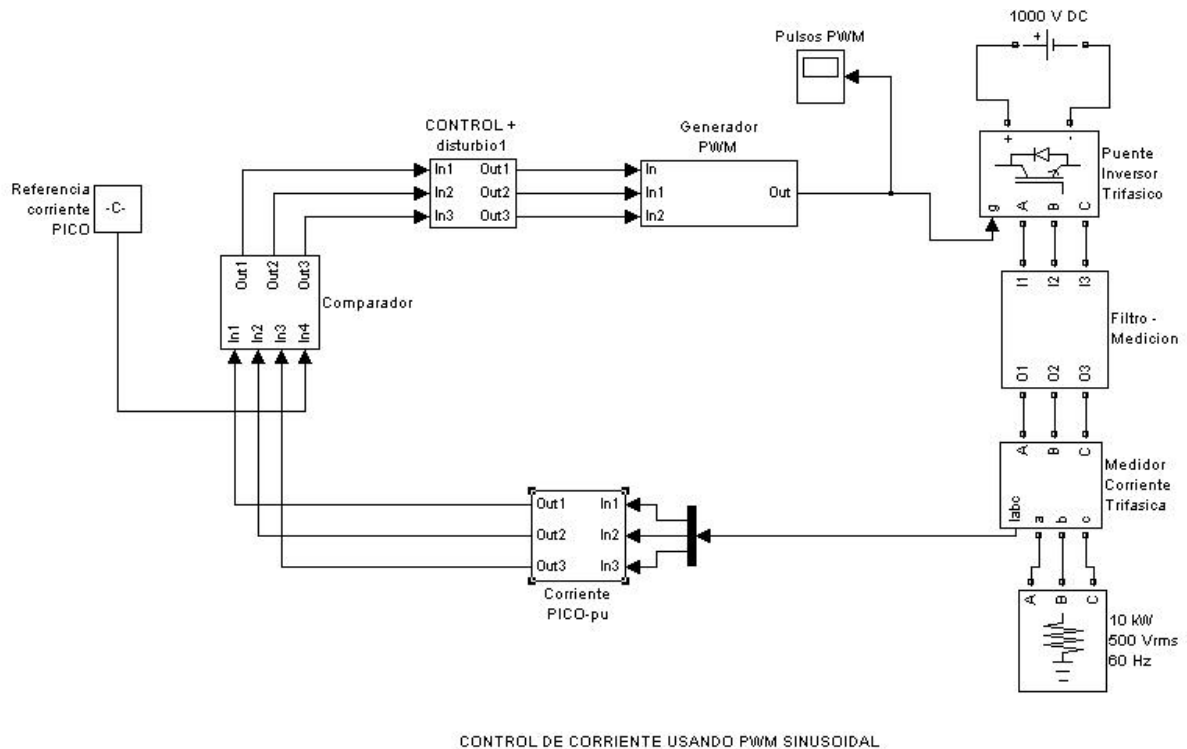 1000 V DC
+
Pulsos PWM
CONTROL +
disturbio1
Generador
PWM
In1 Out1
In2 Out2
In3 Out3
In
In1
In2
Out
+ -
g A B C
Puente
Inversor
Trifasico
Referencia
corriente
PICO
-C-
Out1 Out2 Out3
In1 In2 In3 In4
Comparador
I1 I2 I3
O1 O2 O3
Filtro -
Medicion
A B C
Iabc a b c
Medidor
Corriente
Trifasica
Out1 In1
Out2 In2
Out3 In3
Corriente
PICO-pu
A B C
10 kW
500 Vrms
60 Hz
CONTROL DE CORRIENTE USANDO PWM SINUSOIDAL